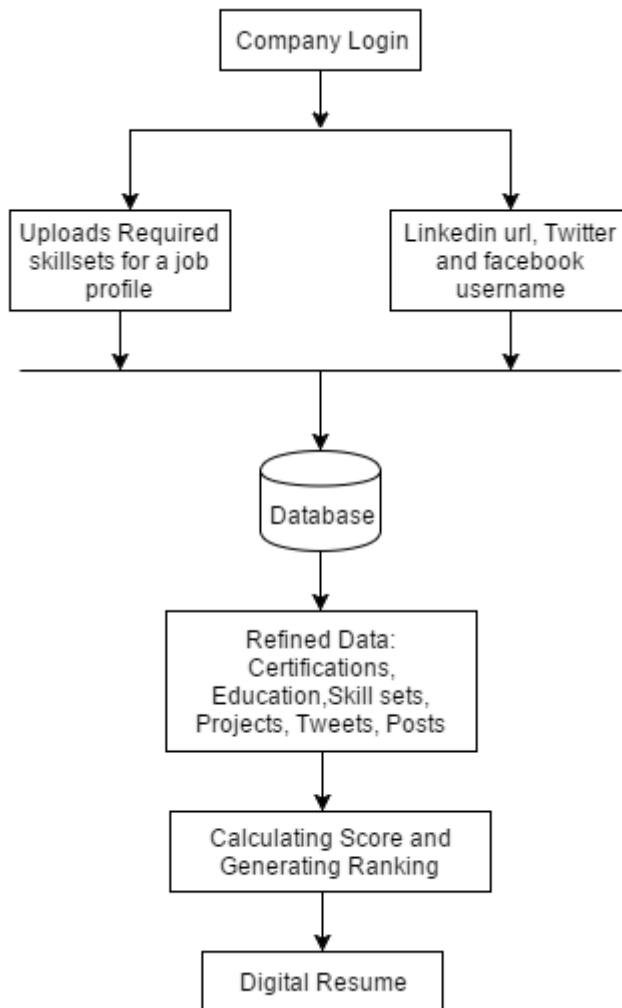 Company Login
Uploads Required
skillsets for a job
profile
Linkedin url, Twitter
and facebook
username
Database
Refined Data:
Certifications,
Education,Skill sets,
Projects, Tweets, Posts
Calculating Score and
Generating Ranking
Digital Resume